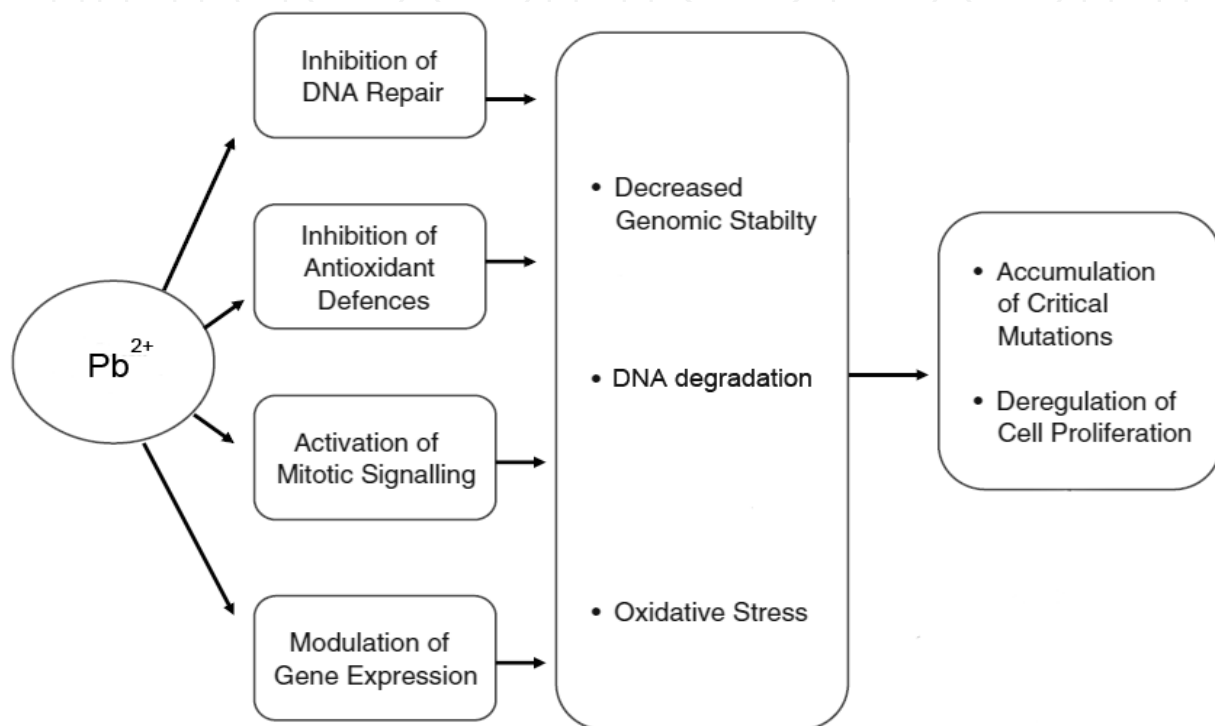 Pb2+
Inhibition of
DNA Repair
Inhibition of
Antioxidant
Defences
Activation of
Mitotic Signalling
Modulation of
Gene Expression
• Decreased
Genomic Stabilty
• DNA degradation
• Oxidative Stress
• Accumulation
of Critical
Mutations
• Deregulation of
Cell Proliferation